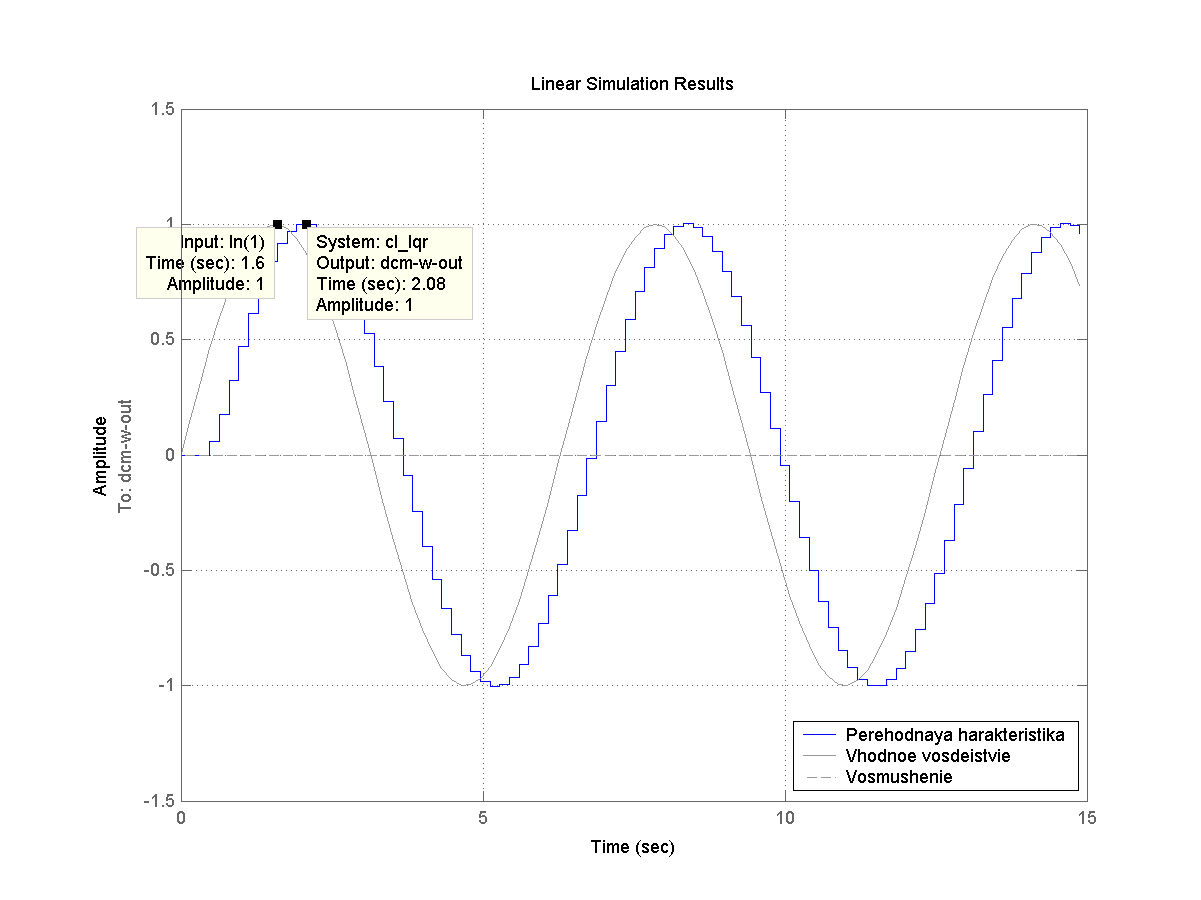 Linear Simulation Results
1.5
1
0.5
0
-0.5
-1
-1.5
Amplitude
To: dcm-w-out
Input: In(1)
Time (sec): 1.6
Amplitude: 1
System: cl_lqr
Output: dcm-w-out
Time (sec): 2.08
Amplitude: 1
Perehodnaya harakteristika
Vhodnoe vosdeistvie
Vosmushenie
0 5 10 15
Time (sec)